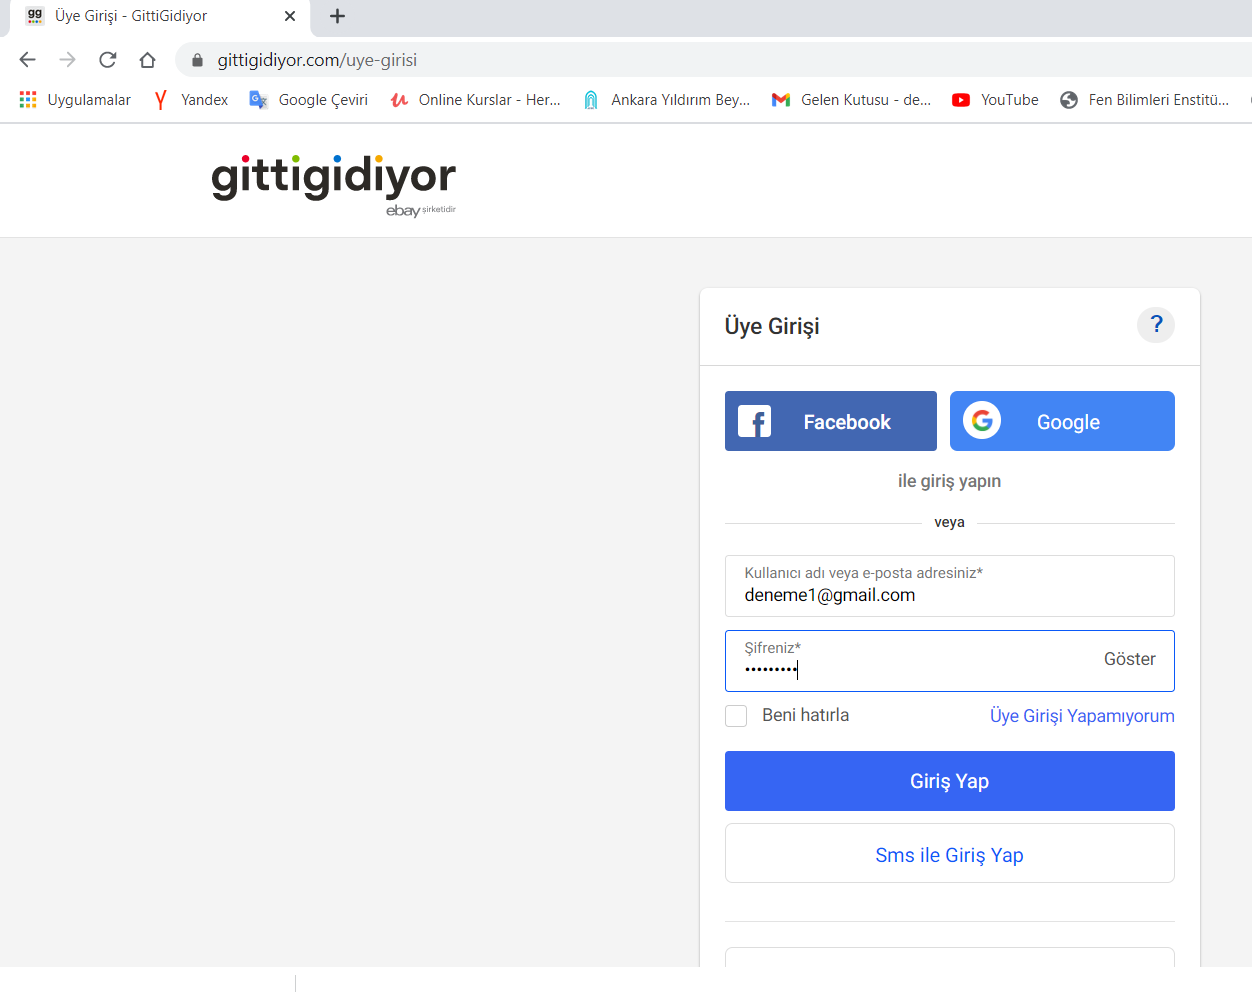 gg Üye Girişi - GittiGidiyor
gittigidiyor.com/uye-girisi
Uygulamalar Yandex Google Çeviri Online Kurslar - Her... Ankara Yıldırım Bey... Gelen Kutusu - de... YouTube Fen Bilimleri Enstitü...
gittigidiyor
ebay şirketidir
Üye Girişi ?
Facebook Google
ile giriş yapın
veya
Kullanıcı adı veya e-posta adresiniz*
deneme1@gmail.com
Şifreniz*
•••••••••
Göster
Beni hatırla Üye Girişi Yapamıyorum
Giriş Yap
Sms ile Giriş Yap